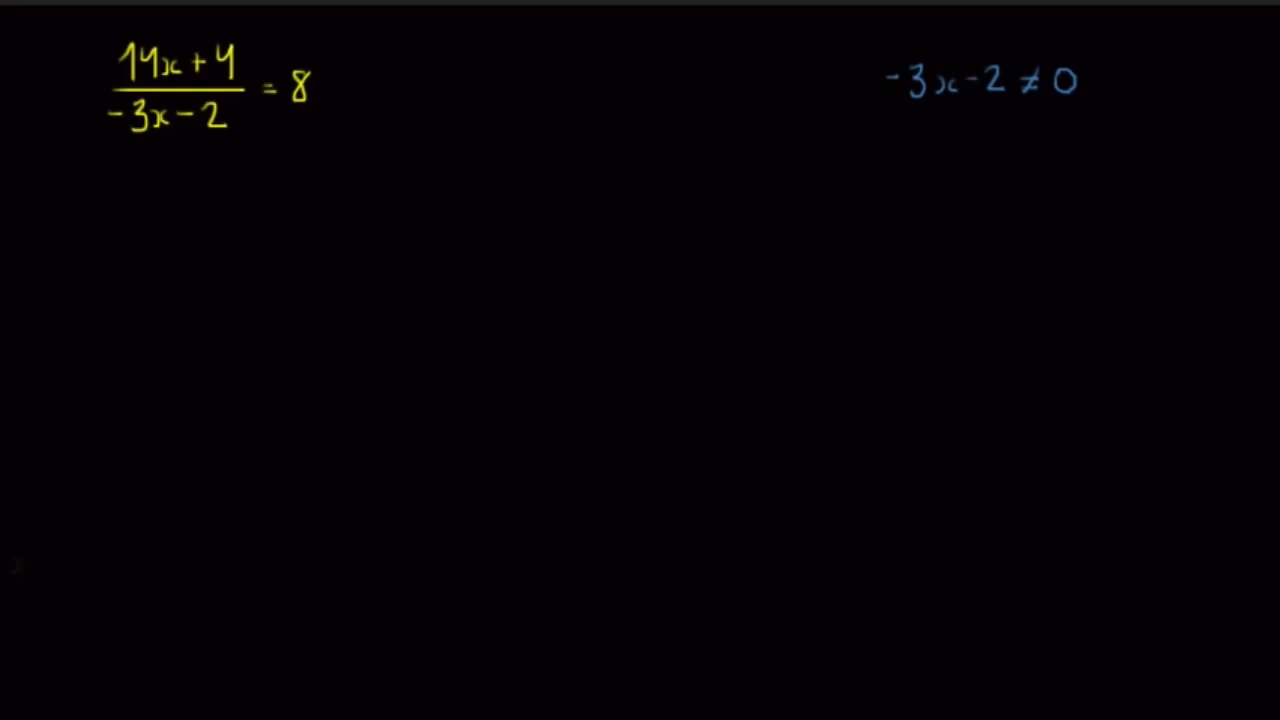 14x + 4
-3x - 2
= 8
-3x - 2 ≠ 0